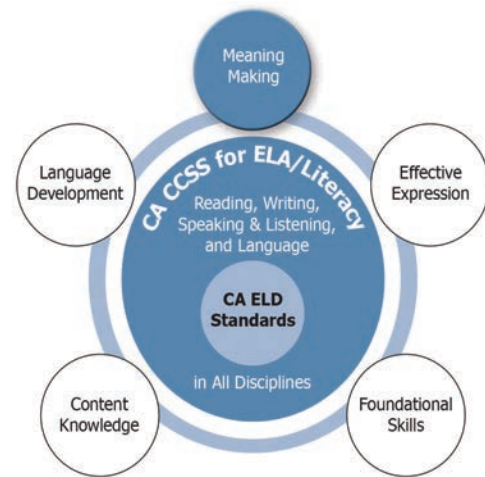 Meaning
Making
Language
Development
Effective
Expression
CA CCSS for ELA/Literacy
Reading, Writing,
Speaking & Listening,
and Language
CA ELD
Standards
in All Disciplines
Content
Knowledge
Foundational
Skills